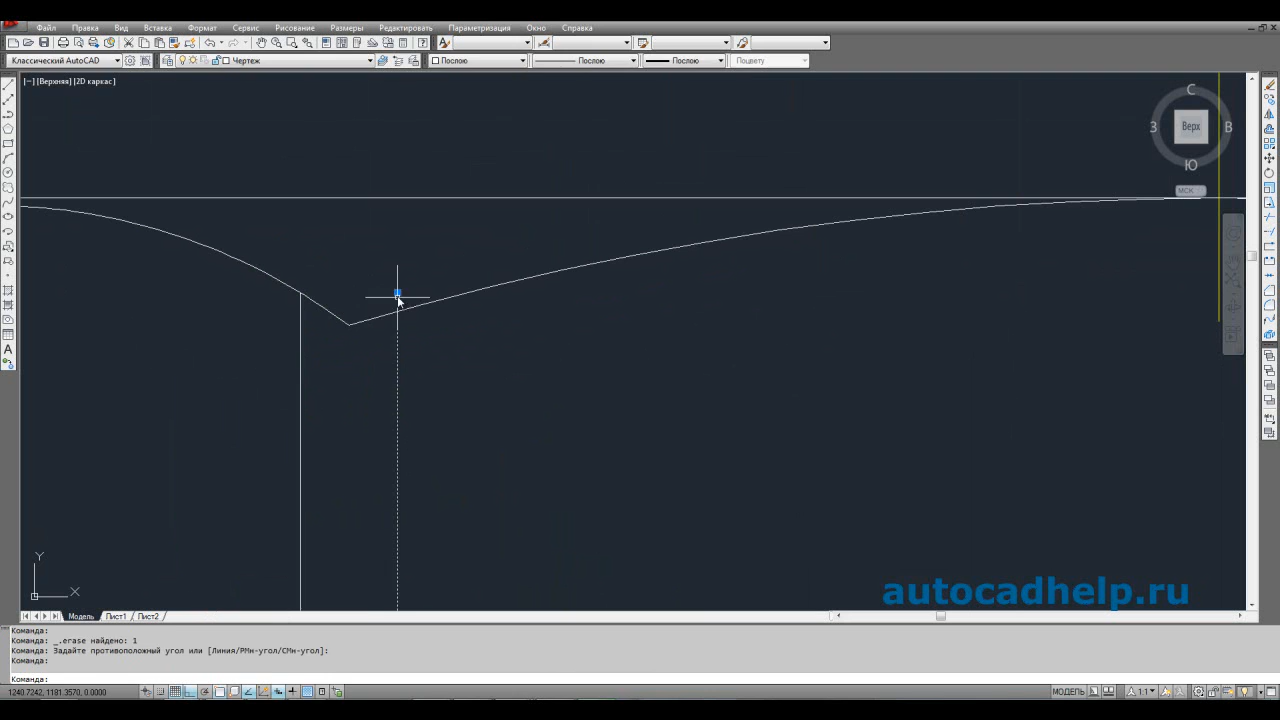 Файл Правка Вид Вставка Формат Сервис Рисование Размеры Редактировать Параметризация Окно Справка
Классический AutoCAD Чертеж Послою Послою Послою Поцвету
[−][Верхняя][2D каркас]
С
З Верх В
Ю
МСК
Y
X
autocadhelp.ru
Модель Лист1 Лист2
Команда:
Команда: _.erase найдено: 1
Команда: Задайте противоположный угол или [Линия/РМн-угол/СМн-угол]:
Команда:
Команда:
1240.7242, 1181.3570, 0.0000 МОДЕЛЬ 1:1